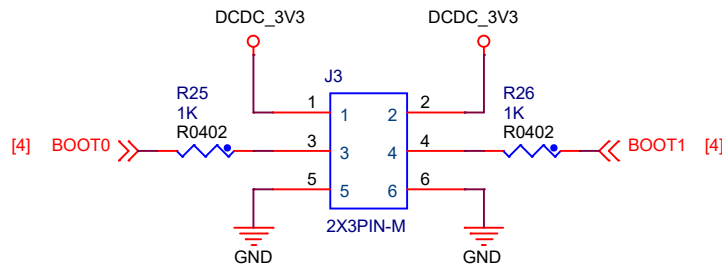 DCDC_3V3 DCDC_3V3
J3
R25 R26
1K 1K
R0402 R0402
1 1 2 2
[4] BOOT0 3 3 4 4 BOOT1 [4]
5 5 6 6
2X3PIN-M
GND GND